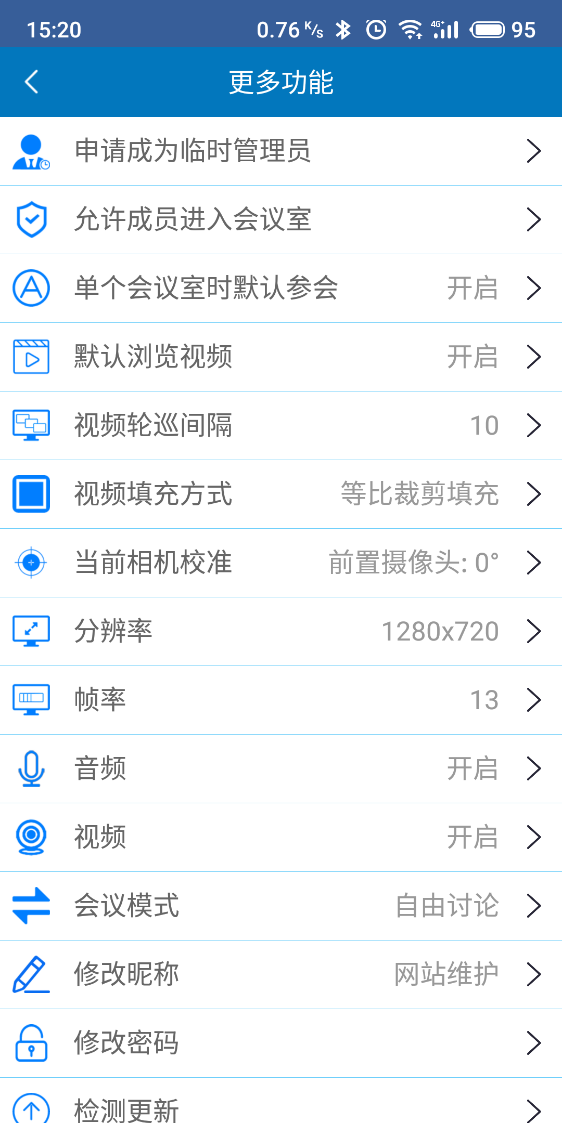 15:20 0.76 K/s 4G+ 95
更多功能
申请成为临时管理员
允许成员进入会议室
单个会议室时默认参会 开启
默认浏览视频 开启
视频轮巡间隔 10
视频填充方式 等比裁剪填充
当前相机校准 前置摄像头: 0°
分辨率 1280x720
帧率 13
音频 开启
视频 开启
会议模式 自由讨论
修改昵称 网站维护
修改密码
检测更新